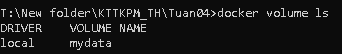 T:\New folder\KTTKPM_TH\Tuan04>docker volume ls
DRIVER    VOLUME NAME
local     mydata